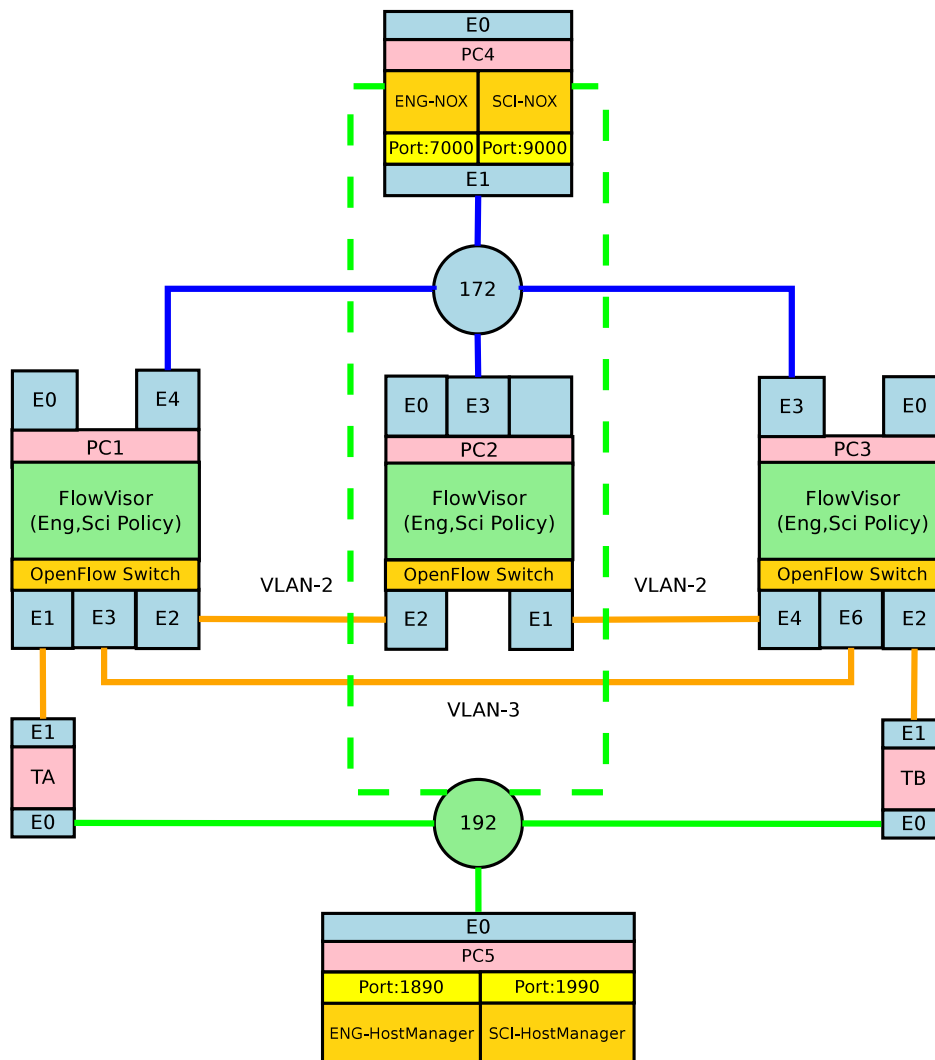 E0
PC4
ENG-NOX SCI-NOX
Port:7000 Port:9000
E1
172
E0 E4 E0 E3 E3 E0
PC1 PC2 PC3
FlowVisor FlowVisor FlowVisor
(Eng,Sci Policy) (Eng,Sci Policy) (Eng,Sci Policy)
OpenFlow Switch OpenFlow Switch OpenFlow Switch
VLAN-2 VLAN-2
E1 E3 E2 E2 E1 E4 E6 E2
VLAN-3
E1 E1
TA TB
E0 192 E0
E0
PC5
Port:1890 Port:1990
ENG-HostManager SCI-HostManager